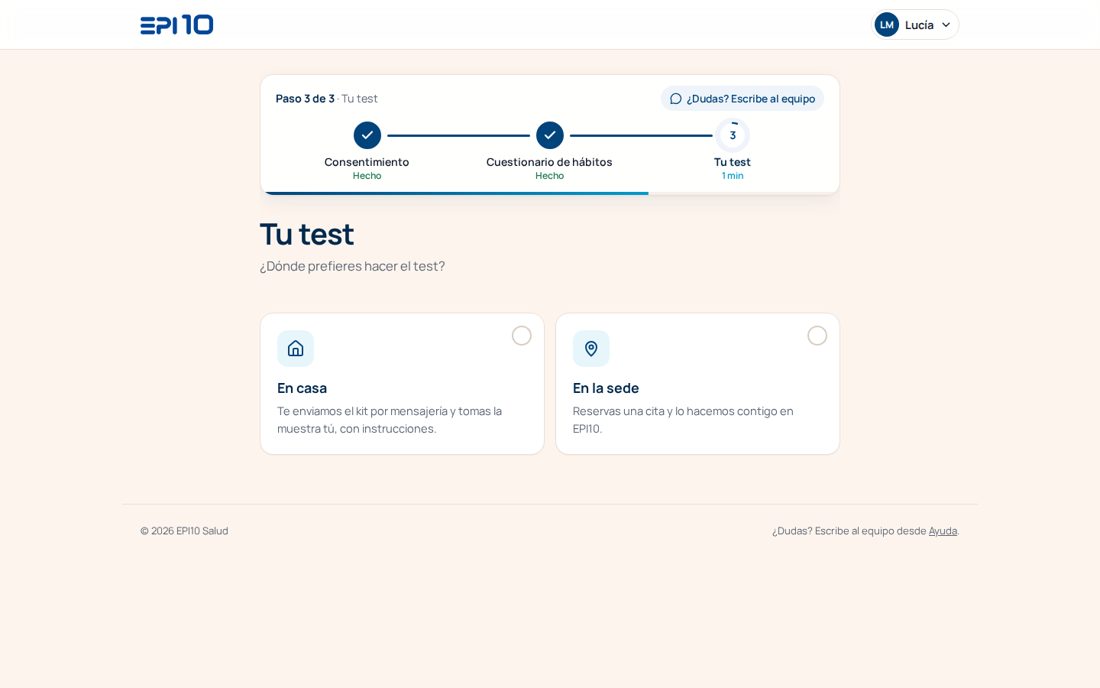 EPI10
LM Lucía
Paso 3 de 3 · Tu test
¿Dudas? Escribe al equipo
3
Consentimiento
Hecho
Cuestionario de hábitos
Hecho
Tu test
1 min
Tu test
¿Dónde prefieres hacer el test?
En casa
Te enviamos el kit por mensajería y tomas la
muestra tú, con instrucciones.
En la sede
Reservas una cita y lo hacemos contigo en
EPI10.
© 2026 EPI10 Salud
¿Dudas? Escribe al equipo desde Ayuda.